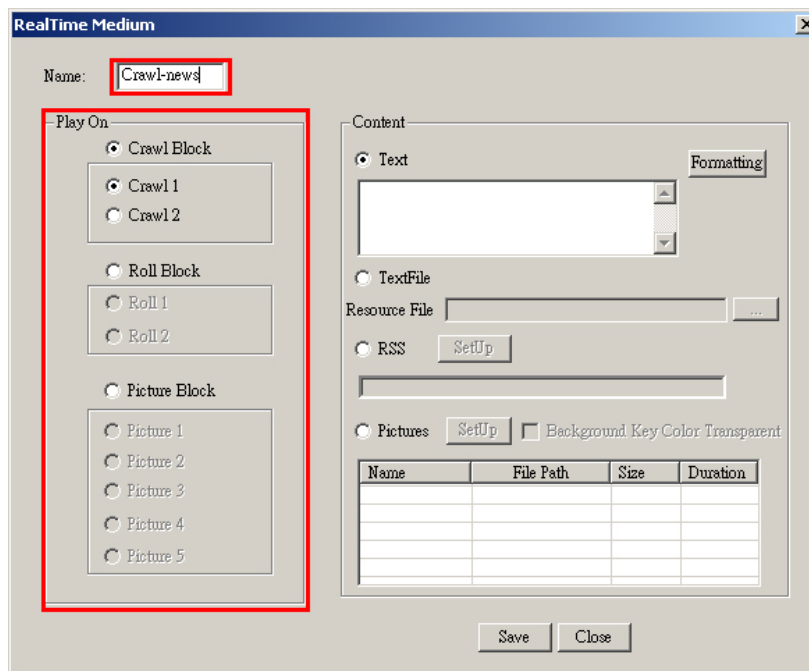 RealTime Medium
Name: Crawl-news
Play On
Crawl Block
Crawl 1
Crawl 2
Roll Block
Roll 1
Roll 2
Picture Block
Picture 1
Picture 2
Picture 3
Picture 4
Picture 5
Content
Text
Formatting
TextFile
Resource File ...
RSS SetUp
Pictures SetUp Background Key Color Transparent
Name File Path Size Duration
Save Close